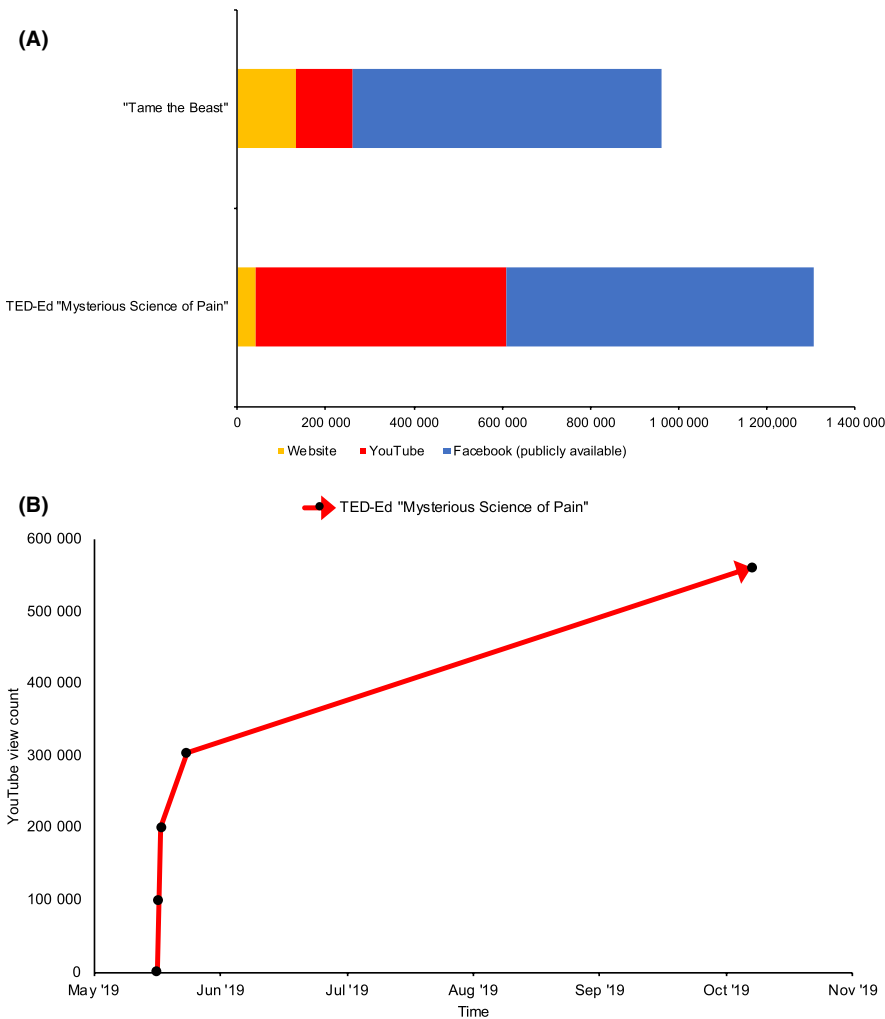 (A)
"Tame the Beast"
TED-Ed "Mysterious Science of Pain"
0 200 000 400 000 600 000 800 000 1 000 000 1 200,000 1 400 000
Website YouTube Facebook (publicly available)
(B)
TED-Ed "Mysterious Science of Pain"
600 000
500 000
400 000
300 000
200 000
100 000
0
YouTube view count
May '19 Jun '19 Jul '19 Aug '19 Sep '19 Oct '19 Nov '19
Time